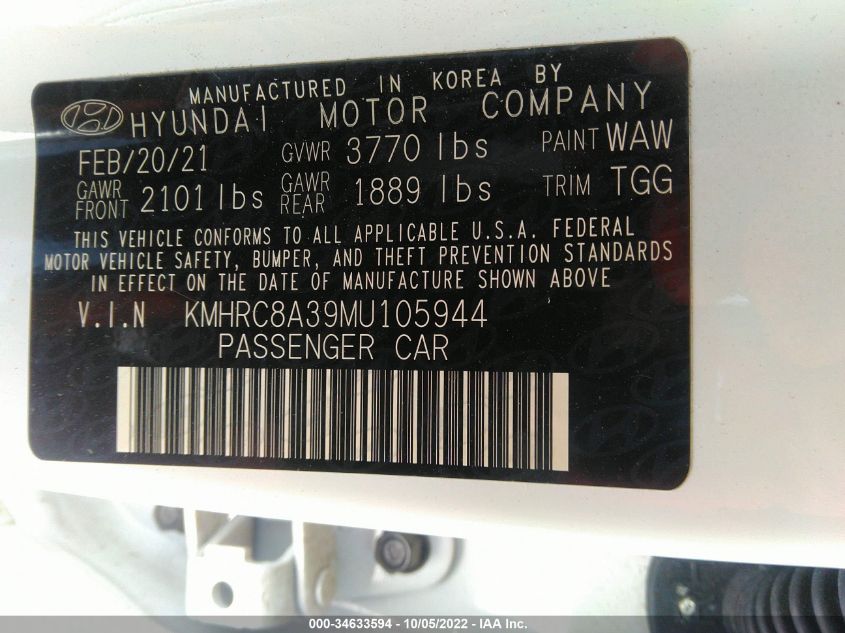 MANUFACTURED IN KOREA BY
HYUNDAI MOTOR COMPANY
FEB/20/21 GVWR 3770 lbs PAINT WAW
GAWR FRONT 2101 lbs GAWR REAR 1889 lbs TRIM TGG
THIS VEHICLE CONFORMS TO ALL APPLICABLE U.S.A. FEDERAL
MOTOR VEHICLE SAFETY, BUMPER, AND THEFT PREVENTION STANDARDS
IN EFFECT ON THE DATE OF MANUFACTURE SHOWN ABOVE
V.I.N KMHRC8A39MU105944
PASSENGER CAR
000-34633594 - 10/05/2022 - IAA Inc.